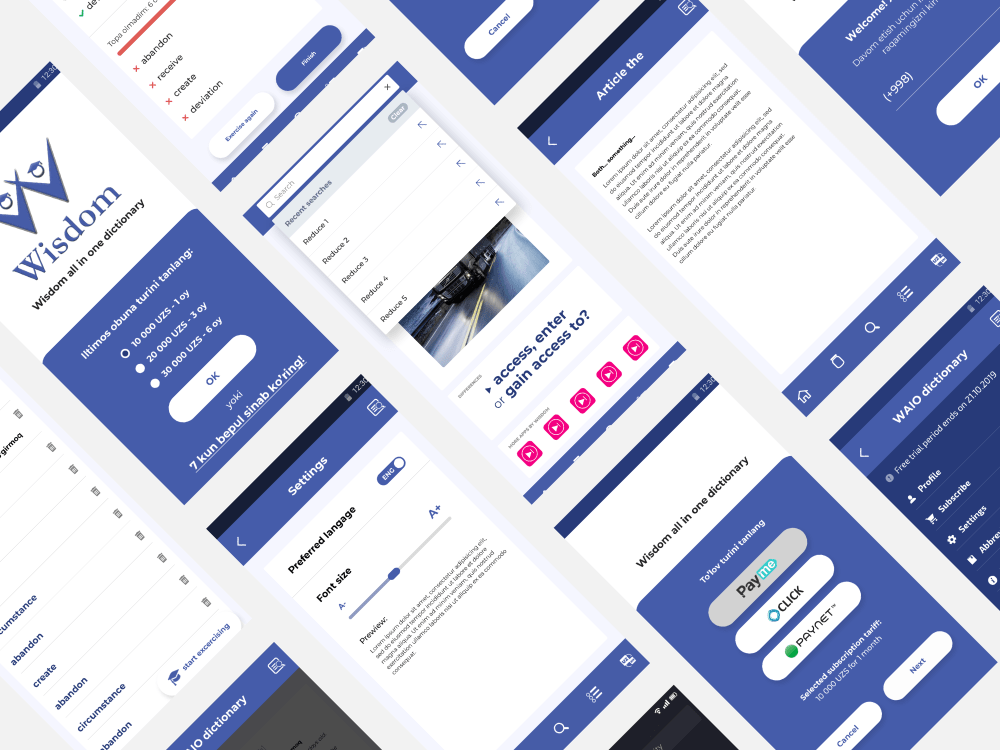 Topa olmadim: 6
abandon
receive
create
deviation
Finish
Exercise again
12:30
Wisdom
Wisdom all in one dictionary
Iltimos obuna turini tanlang:
10 000 UZS - 1 oy
20 000 UZS - 3 oy
30 000 UZS - 6 oy
OK
yoki
7 kun bepul sinab ko'ring!
Search
Recent searches
Clear
Reduce 1
Reduce 2
Reduce 3
Reduce 4
Reduce 5
DIFFERENCES
access, enter
or gain access to?
MORE APPS BY WISDOM
Cancel
Article the
Both... something...
Lorem ipsum dolor sit amet, consectetur adipisicing elit, sed
do eiusmod tempor incididunt ut labore et dolore magna
aliqua. Ut enim ad minim veniam, quis nostrud exercitation
ullamco laboris nisi ut aliquip ex ea commodo consequat.
Duis aute irure dolor in reprehenderit in voluptate velit esse
cillum dolore eu fugiat nulla pariatur.
Lorem ipsum dolor sit amet, consectetur adipisicing elit, sed
do eiusmod tempor incididunt ut labore et dolore magna
aliqua. Ut enim ad minim veniam, quis nostrud exercitation
ullamco laboris nisi ut aliquip ex ea commodo consequat.
Duis aute irure dolor in reprehenderit in voluptate velit esse
cillum dolore eu fugiat nulla pariatur.
Welcome!
Davom etish uchun
raqamingizni
(+998)
OK
WAIO dictionary
Free trial period ends on 21.10.2019
Profile
Subscribe
Settings
12:30
Settings
Preferred langage
ENG
Font size
A-
A+
Preview:
Lorem ipsum dolor sit amet, consectetur adipisicing elit,
sed do eiusmod tempor incididunt ut labore et dolore
magna aliqua. Ut enim ad minim veniam, quis nostrud
exercitation ullamco laboris nisi ut aliquip ex ea commodo
consequat.
12:30
Wisdom all in one dictionary
To'lov turini tanlang
Payme
CLICK
PAYNET™
Selected subscription tariff:
10 000 UZS for 1 month
Next
Cancel
abandon
create
abandon
circumstance
abandon
start excercising
dictionary